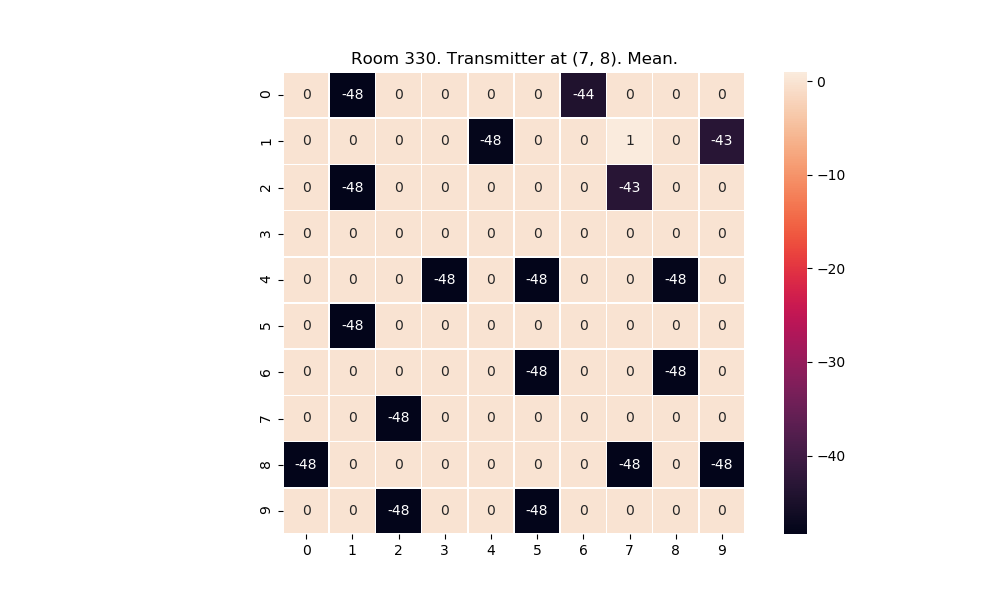 Room 330. Transmitter at (7, 8). Mean.
0 0 -48 0 0 0 0 -44 0 0 0
1 0 0 0 0 -48 0 0 1 0 -43
2 0 -48 0 0 0 0 0 -43 0 0
3 0 0 0 0 0 0 0 0 0 0
4 0 0 0 -48 0 -48 0 0 -48 0
5 0 -48 0 0 0 0 0 0 0 0
6 0 0 0 0 0 -48 0 0 -48 0
7 0 0 -48 0 0 0 0 0 0 0
8 -48 0 0 0 0 0 0 -48 0 -48
9 0 0 -48 0 0 -48 0 0 0 0
0 1 2 3 4 5 6 7 8 9
0
−10
−20
−30
−40